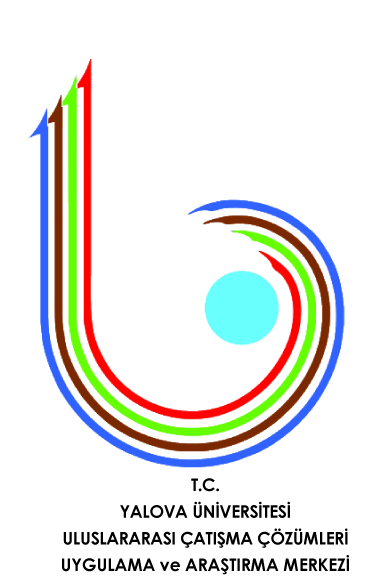 T.C.
YALOVA ÜNİVERSİTESİ
ULUSLARARASI ÇATIŞMA ÇÖZÜMLERİ
UYGULAMA ve ARAŞTIRMA MERKEZİ